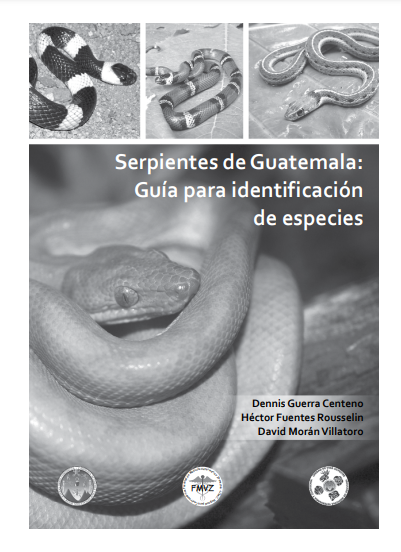 Serpientes de Guatemala:
Guía para identificación
de especies
Dennis Guerra Centeno
Héctor Fuentes Rousselin
David Morán Villatoro
FMVZ